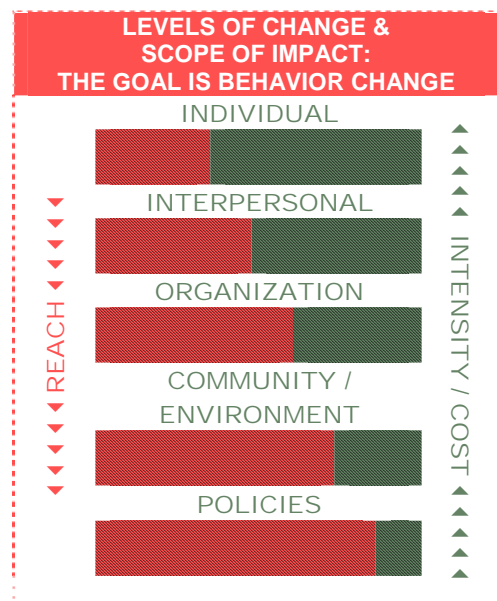 LEVELS OF CHANGE &
SCOPE OF IMPACT:
THE GOAL IS BEHAVIOR CHANGE
INDIVIDUAL
INTERPERSONAL
ORGANIZATION
COMMUNITY /
ENVIRONMENT
POLICIES
REACH
INTENSITY / COST